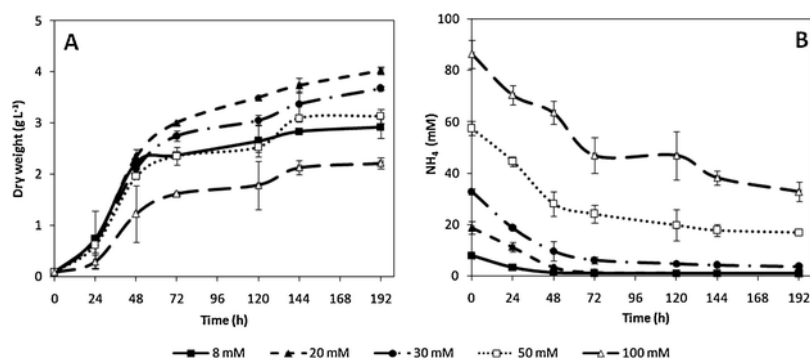 A
Dry weight (g L⁻¹)
5
4
3
2
1
0
0 24 48 72 96 120 144 168 192
Time (h)
B
NH₄ (mM)
100
80
60
40
20
0
0 24 48 72 96 120 144 168 192
Time (h)
8 mM 20 mM 30 mM 50 mM 100 mM